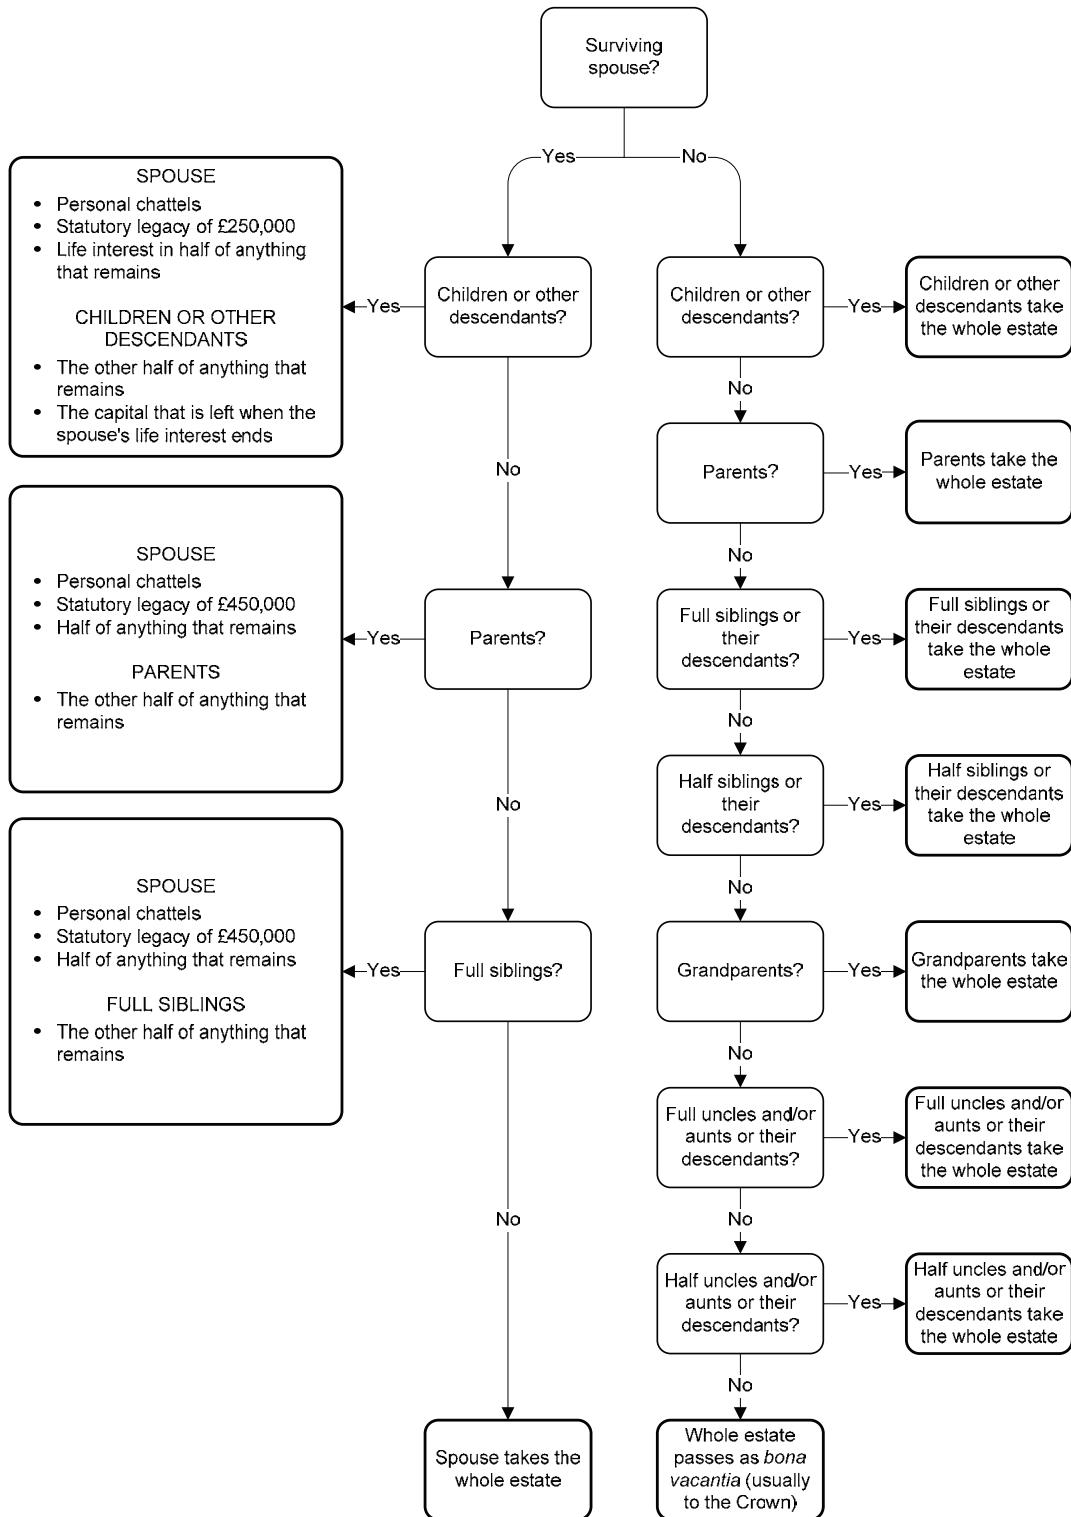 Surviving
spouse?
Yes
No
SPOUSE
• Personal chattels
• Statutory legacy of £250,000
• Life interest in half of anything
that remains
CHILDREN OR OTHER
DESCENDANTS
• The other half of anything that
remains
• The capital that is left when the
spouse's life interest ends
Yes
Children or other
descendants?
Children or other
descendants?
Yes
Children or other
descendants take
the whole estate
No
No
Parents?
Yes
Parents take the
whole estate
No
SPOUSE
• Personal chattels
• Statutory legacy of £450,000
• Half of anything that remains
PARENTS
• The other half of anything that
remains
Yes
Parents?
Full siblings or
their
descendants?
Yes
Full siblings or
their descendants
take the whole
estate
No
No
Half siblings or
their
descendants?
Yes
Half siblings or
their descendants
take the whole
estate
No
SPOUSE
• Personal chattels
• Statutory legacy of £450,000
• Half of anything that remains
FULL SIBLINGS
• The other half of anything that
remains
Yes
Full siblings?
Grandparents?
Yes
Grandparents take
the whole estate
No
No
Full uncles and/or
aunts or their
descendants?
Yes
Full uncles and/or
aunts or their
descendants take
the whole estate
No
Half uncles and/or
aunts or their
descendants?
Yes
Half uncles and/or
aunts or their
descendants take
the whole estate
No
Spouse takes the
whole estate
Whole estate
passes as bona
vacantia (usually
to the Crown)